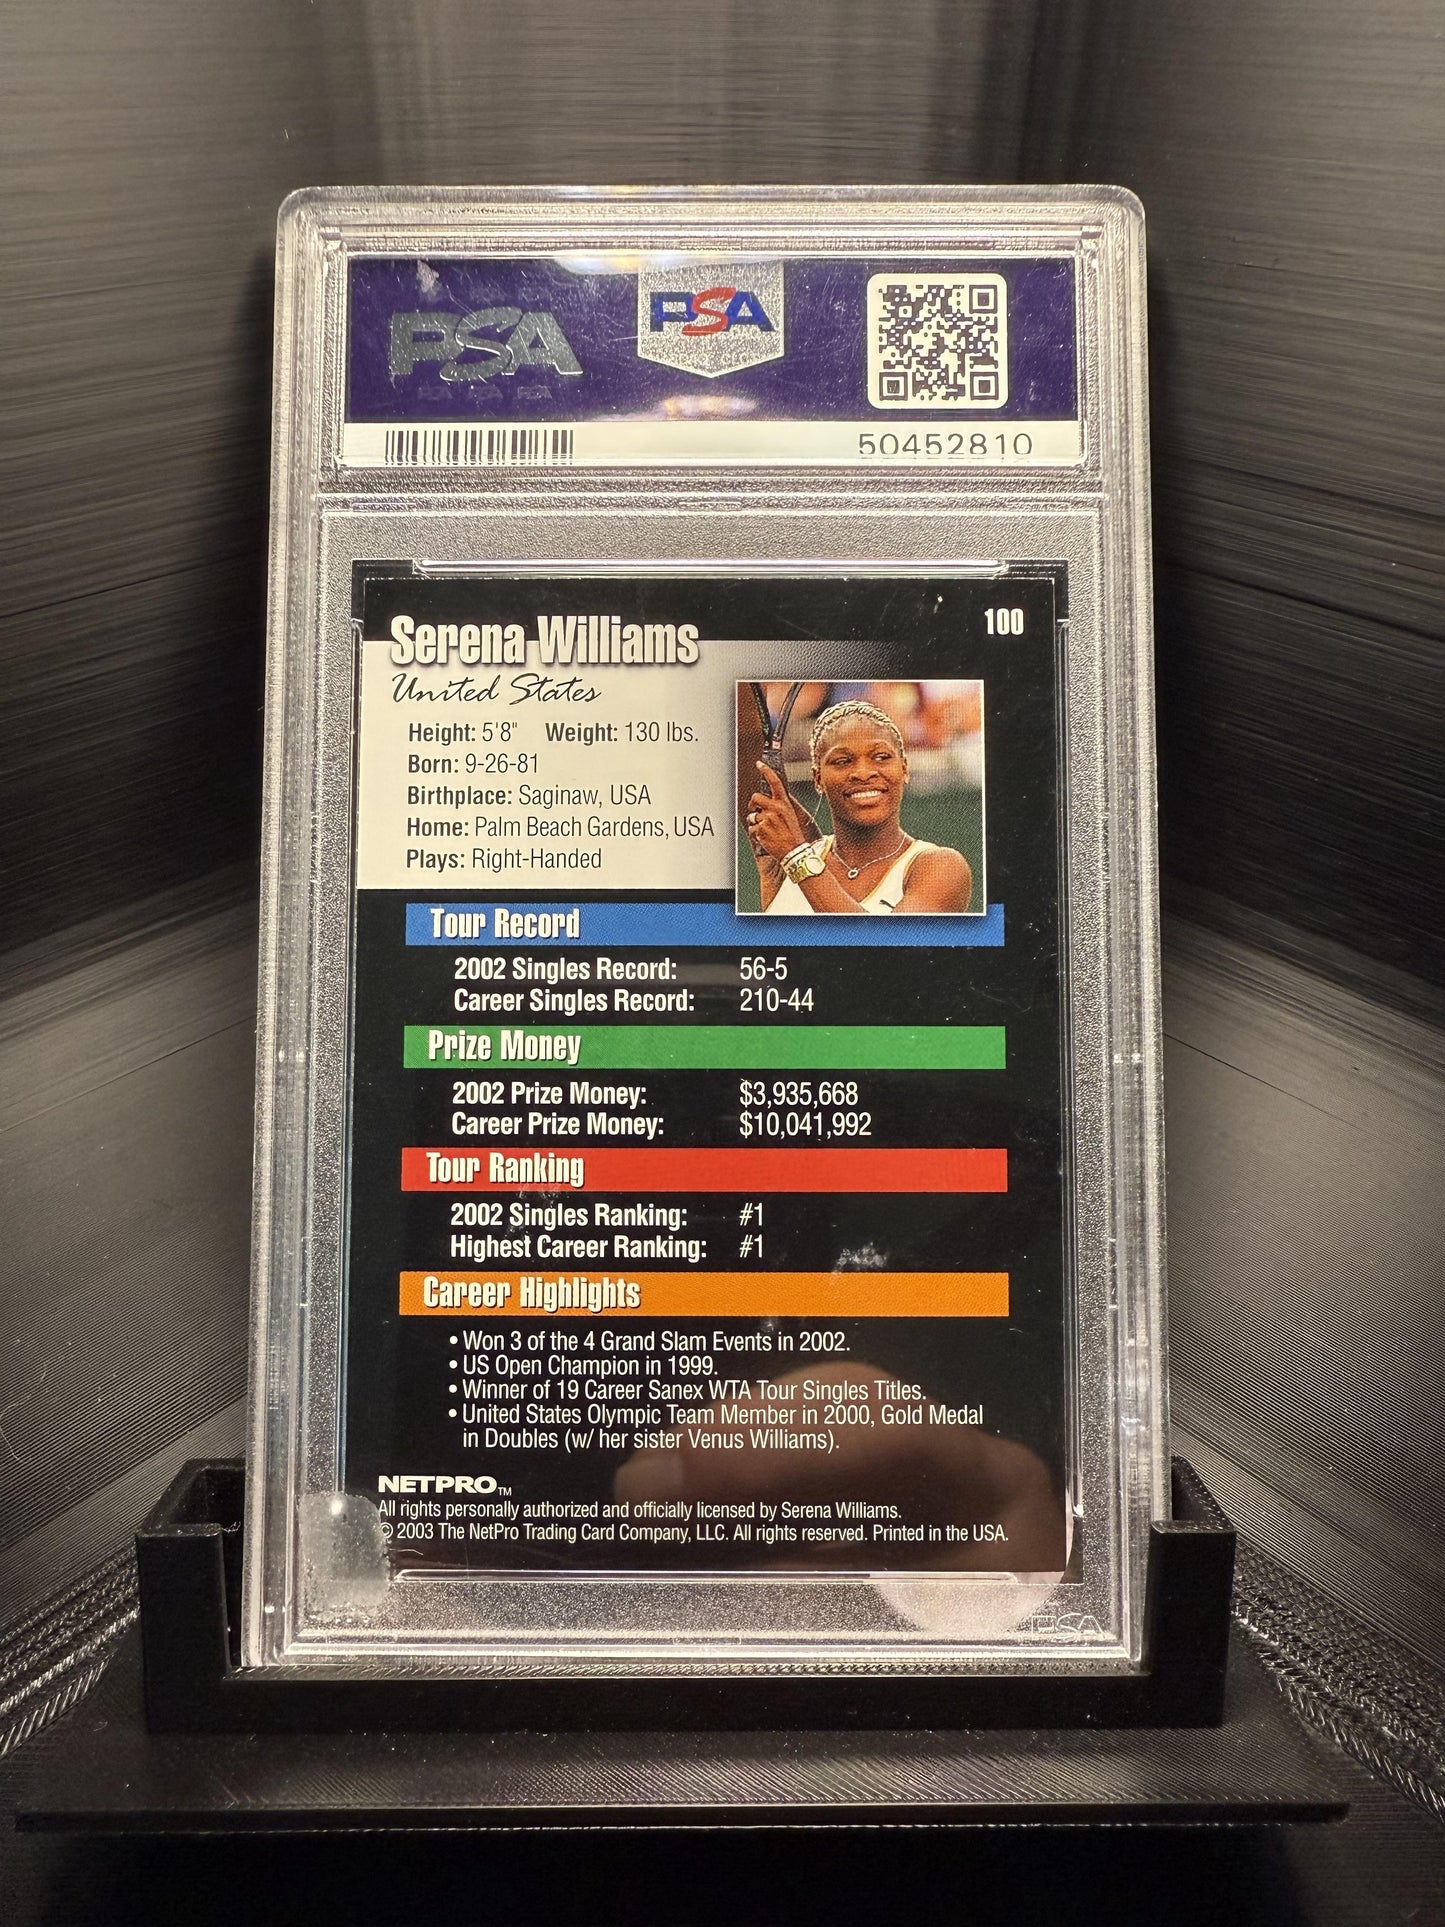 PSA
PSA
50452810
Serena Williams
100
United States
Height: 5'8" Weight: 130 lbs.
Born: 9-26-81
Birthplace: Saginaw, USA
Home: Palm Beach Gardens, USA
Plays: Right-Handed
Tour Record
2002 Singles Record: 56-5
Career Singles Record: 210-44
Prize Money
2002 Prize Money: $3,935,668
Career Prize Money: $10,041,992
Tour Ranking
2002 Singles Ranking: #1
Highest Career Ranking: #1
Career Highlights
• Won 3 of the 4 Grand Slam Events in 2002.
• US Open Champion in 1999.
• Winner of 19 Career Sanex WTA Tour Singles Titles.
• United States Olympic Team Member in 2000, Gold Medal
in Doubles (w/ her sister Venus Williams).
NETPRO™
All rights personally authorized and officially licensed by Serena Williams.
© 2003 The NetPro Trading Card Company, LLC. All rights reserved. Printed in the USA.
PSA